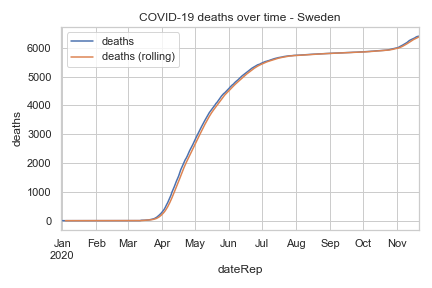 COVID-19 deaths over time - Sweden
deaths
deaths (rolling)
6000
5000
4000
3000
2000
1000
0
deaths
Jan Feb Mar Apr May Jun Jul Aug Sep Oct Nov
2020
dateRep